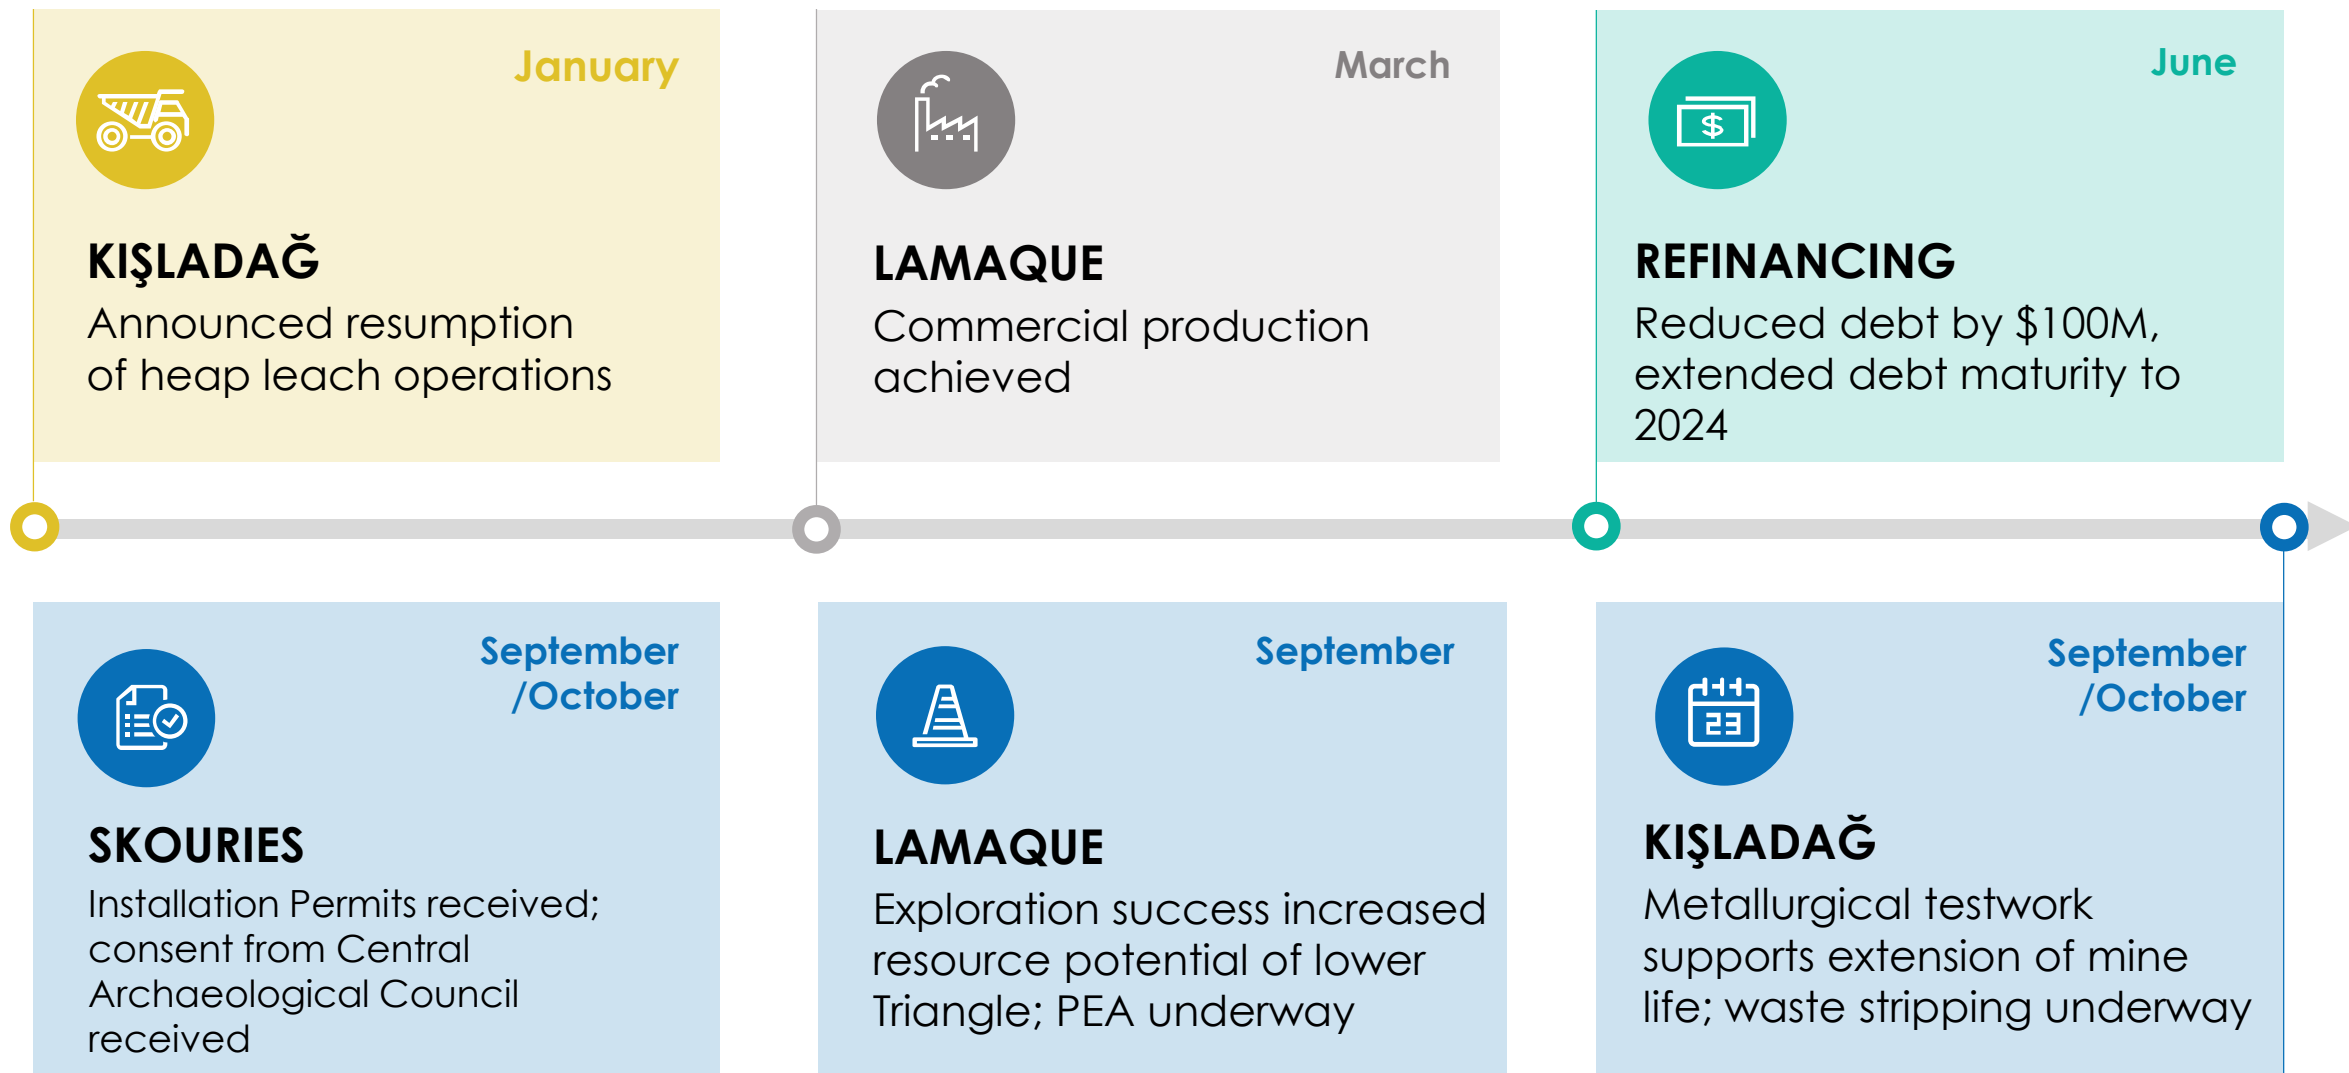 January
KIŞLADAĞ
Announced resumption
of heap leach operations
March
LAMAQUE
Commercial production
achieved
$
June
REFINANCING
Reduced debt by $100M,
extended debt maturity to
2024
September
/October
SKOURIES
Installation Permits received;
consent from Central
Archaeological Council
received
September
LAMAQUE
Exploration success increased
resource potential of lower
Triangle; PEA underway
23
September
/October
KIŞLADAĞ
Metallurgical testwork
supports extension of mine
life; waste stripping underway